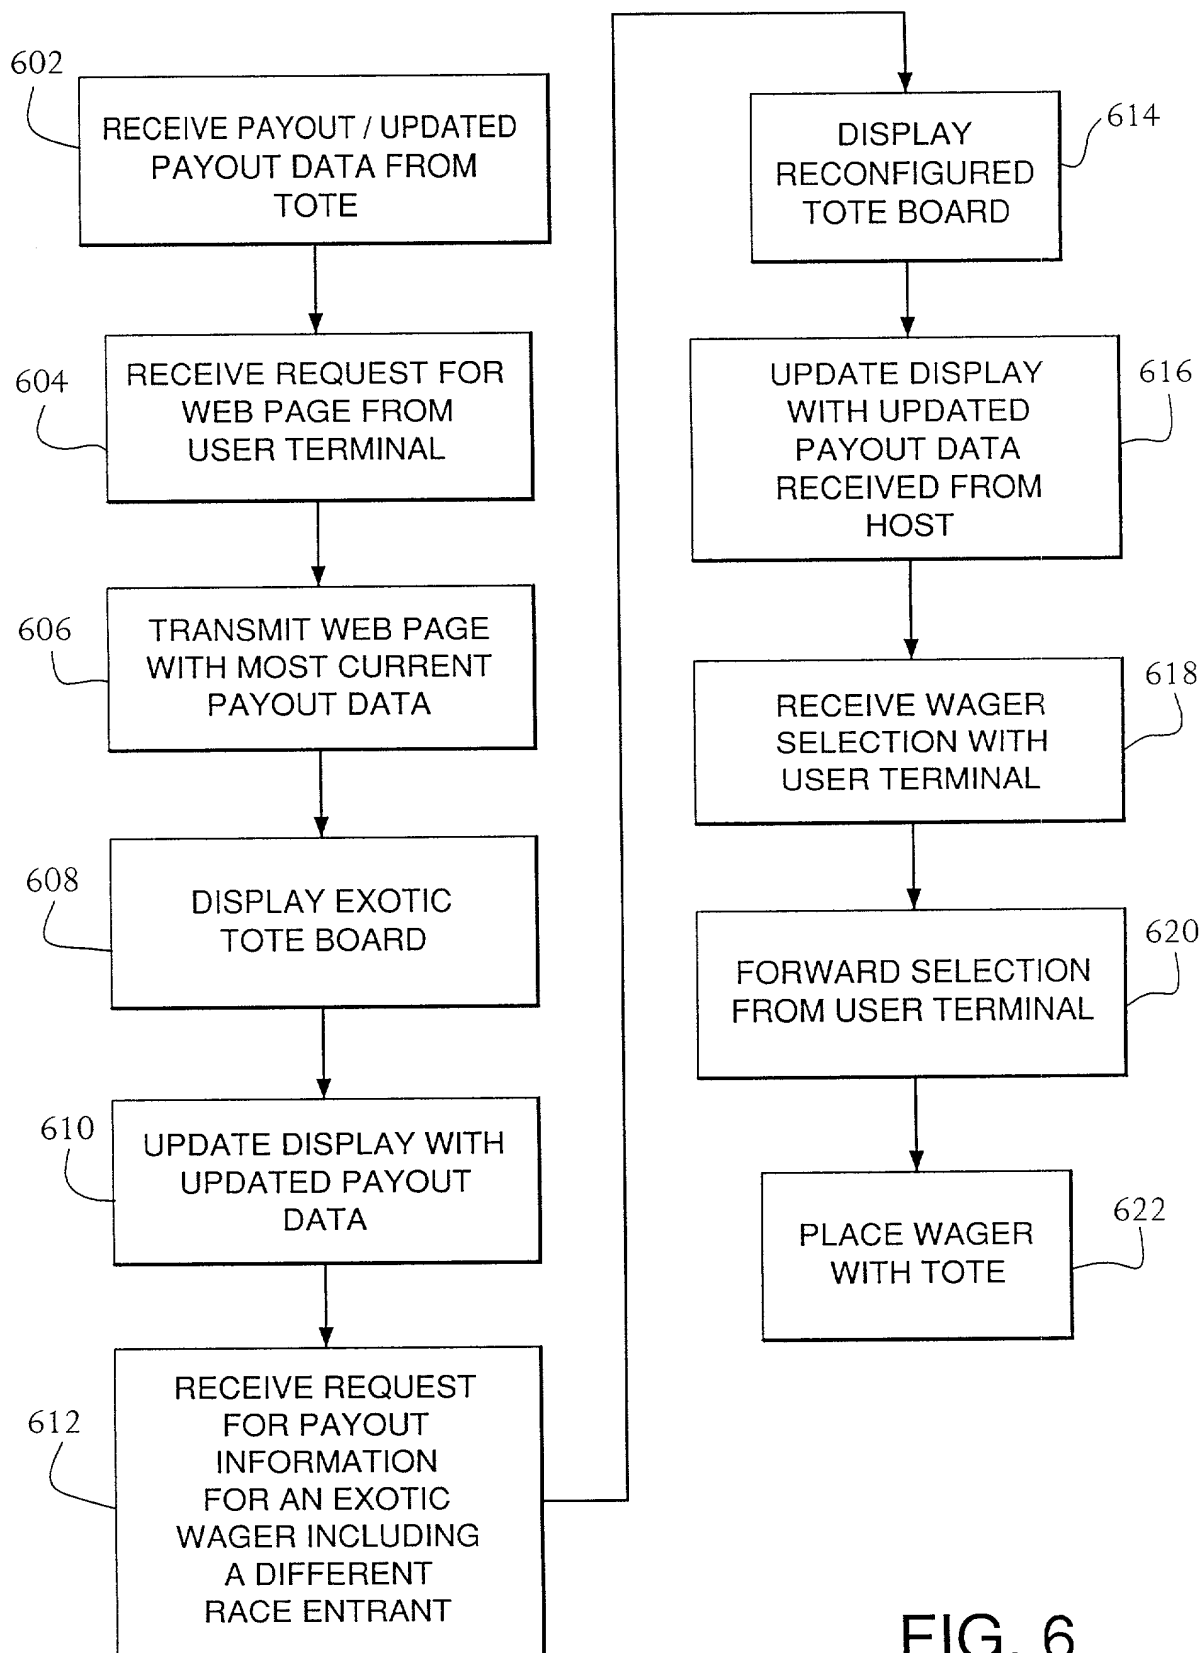 602
RECEIVE PAYOUT / UPDATED
PAYOUT DATA FROM
TOTE
604
RECEIVE REQUEST FOR
WEB PAGE FROM
USER TERMINAL
606
TRANSMIT WEB PAGE
WITH MOST CURRENT
PAYOUT DATA
608
DISPLAY EXOTIC
TOTE BOARD
610
UPDATE DISPLAY WITH
UPDATED PAYOUT
DATA
612
RECEIVE REQUEST
FOR PAYOUT
INFORMATION
FOR AN EXOTIC
WAGER INCLUDING
A DIFFERENT
RACE ENTRANT
614
DISPLAY
RECONFIGURED
TOTE BOARD
616
UPDATE DISPLAY
WITH UPDATED
PAYOUT DATA
RECEIVED FROM
HOST
618
RECEIVE WAGER
SELECTION WITH
USER TERMINAL
620
FORWARD SELECTION
FROM USER TERMINAL
622
PLACE WAGER
WITH TOTE
FIG. 6